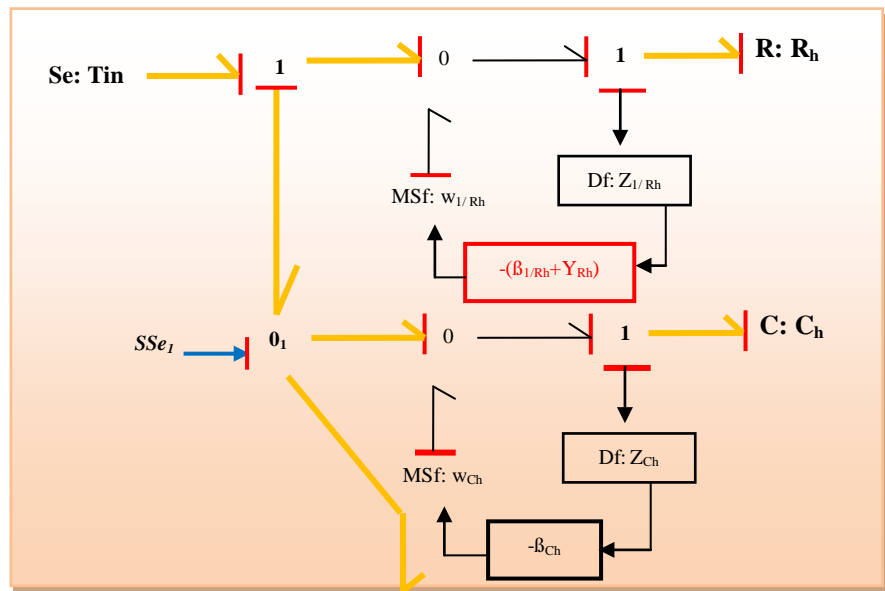 Se: Tin 1 0 1 R: Rh
MSf: w1/ Rh
Df: Z1/ Rh
-(ß1/Rh+YRh)
SSe1 01 0 1 C: Ch
MSf: wCh
Df: ZCh
-ßCh